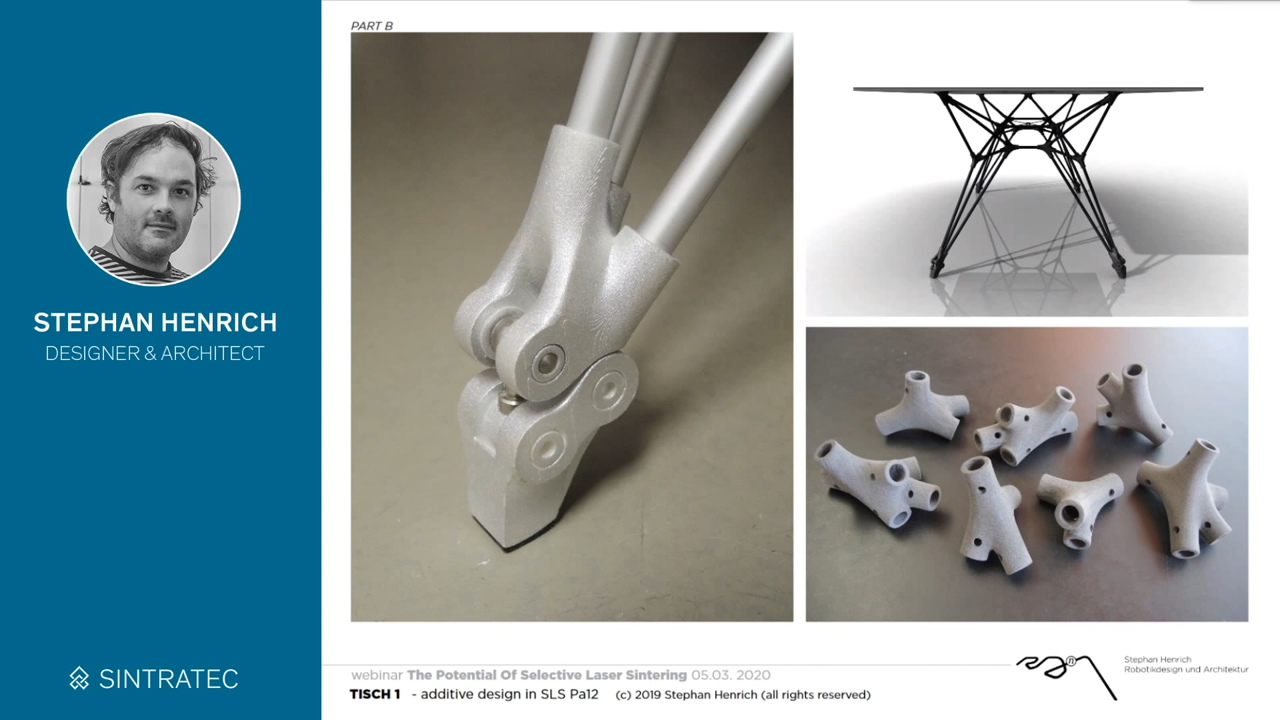 STEPHAN HENRICH
DESIGNER & ARCHITECT
SINTRATEC
PART B
webinar The Potential Of Selective Laser Sintering 05.03. 2020
TISCH 1 - additive design in SLS Pa12 (c) 2019 Stephan Henrich (all rights reserved)
Stephan Henrich
Robotikdesign und Architektur